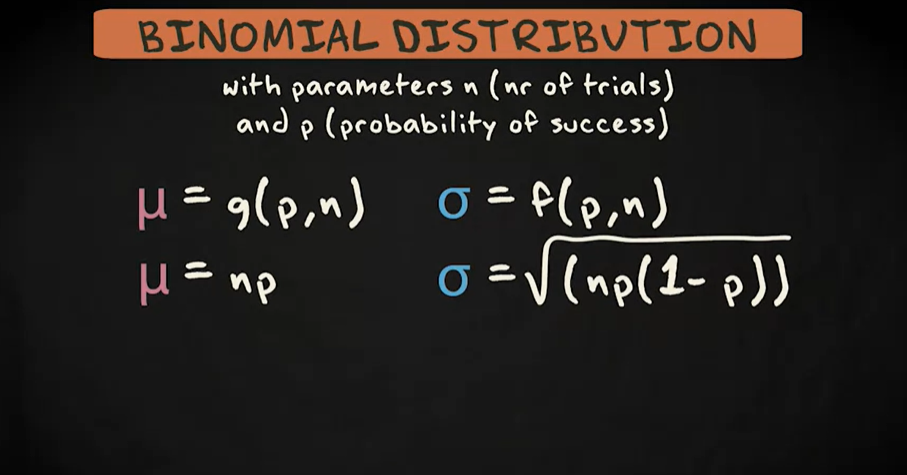 BINOMIAL DISTRIBUTION
with parameters n (nr of trials)
and p (probability of success)
μ = g(p,n) σ = f(p,n)
μ = np σ = √(np(1- p))